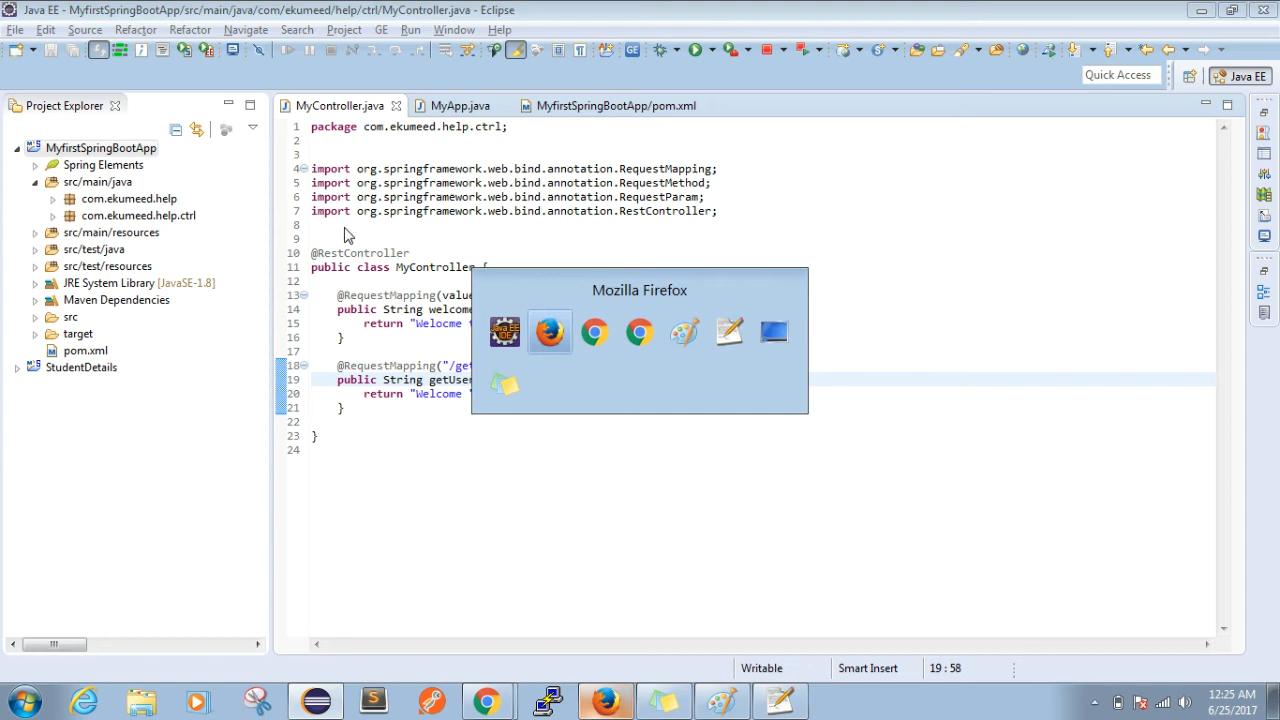 Java EE - MyfirstSpringBootApp/src/main/java/com/ekumeed/help/ctrl/MyController.java - Eclipse
File Edit Source Refactor Refactor Navigate Search Project GE Run Window Help
Quick Access
Java EE
Project Explorer
MyController.java
MyApp.java
MyfirstSpringBootApp/pom.xml
MyfirstSpringBootApp
Spring Elements
src/main/java
com.ekumeed.help
com.ekumeed.help.ctrl
src/main/resources
src/test/java
src/test/resources
JRE System Library [JavaSE-1.8]
Maven Dependencies
src
target
pom.xml
StudentDetails
1 package com.ekumeed.help.ctrl;
2
3
4 import org.springframework.web.bind.annotation.RequestMapping;
5 import org.springframework.web.bind.annotation.RequestMethod;
6 import org.springframework.web.bind.annotation.RequestParam;
7 import org.springframework.web.bind.annotation.RestController;
8
9
10 @RestController
11 public class MyController {
12
13 @RequestMapping(value
14 public String welcome
15 return "Welocme t
16 }
17
18 @RequestMapping("/get
19 public String getUser
20 return "Welcome "
21 }
22
23 }
24
Mozilla Firefox
Java EE
IDE
Writable
Smart Insert
19 : 58
12:25 AM
6/25/2017